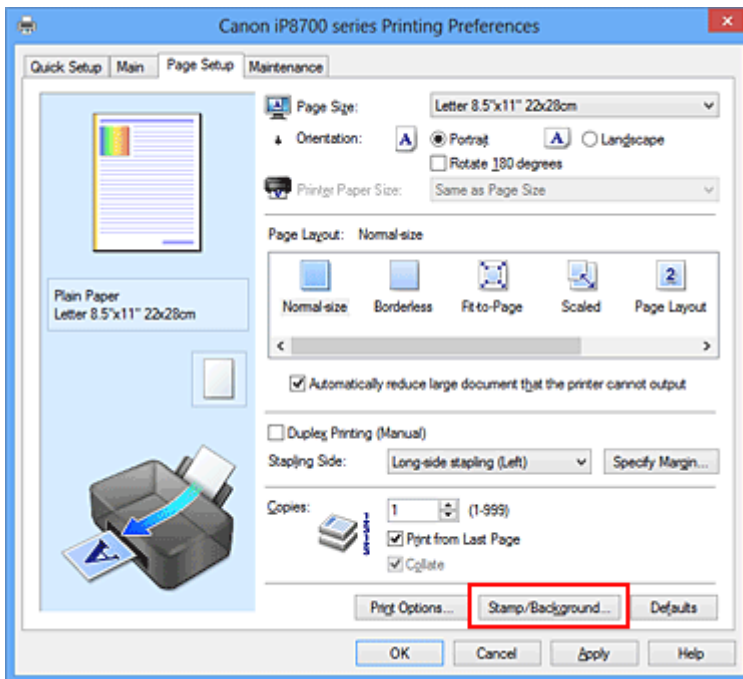 Canon iP8700 series Printing Preferences
Quick Setup Main Page Setup Maintenance
Page Size: Letter 8.5"x11" 22x28cm
Orientation: A Portrait A Landscape
Rotate 180 degrees
Printer Paper Size: Same as Page Size
Page Layout: Normal-size
2
Normal-size Borderless Fit-to-Page Scaled Page Layout
Automatically reduce large document that the printer cannot output
Plain Paper
Letter 8.5"x11" 22x28cm
Duplex Printing (Manual)
Stapling Side: Long-side stapling (Left) Specify Margin...
Copies: 1 (1-999)
Print from Last Page
Collate
A
Print Options... Stamp/Background... Defaults
OK Cancel Apply Help